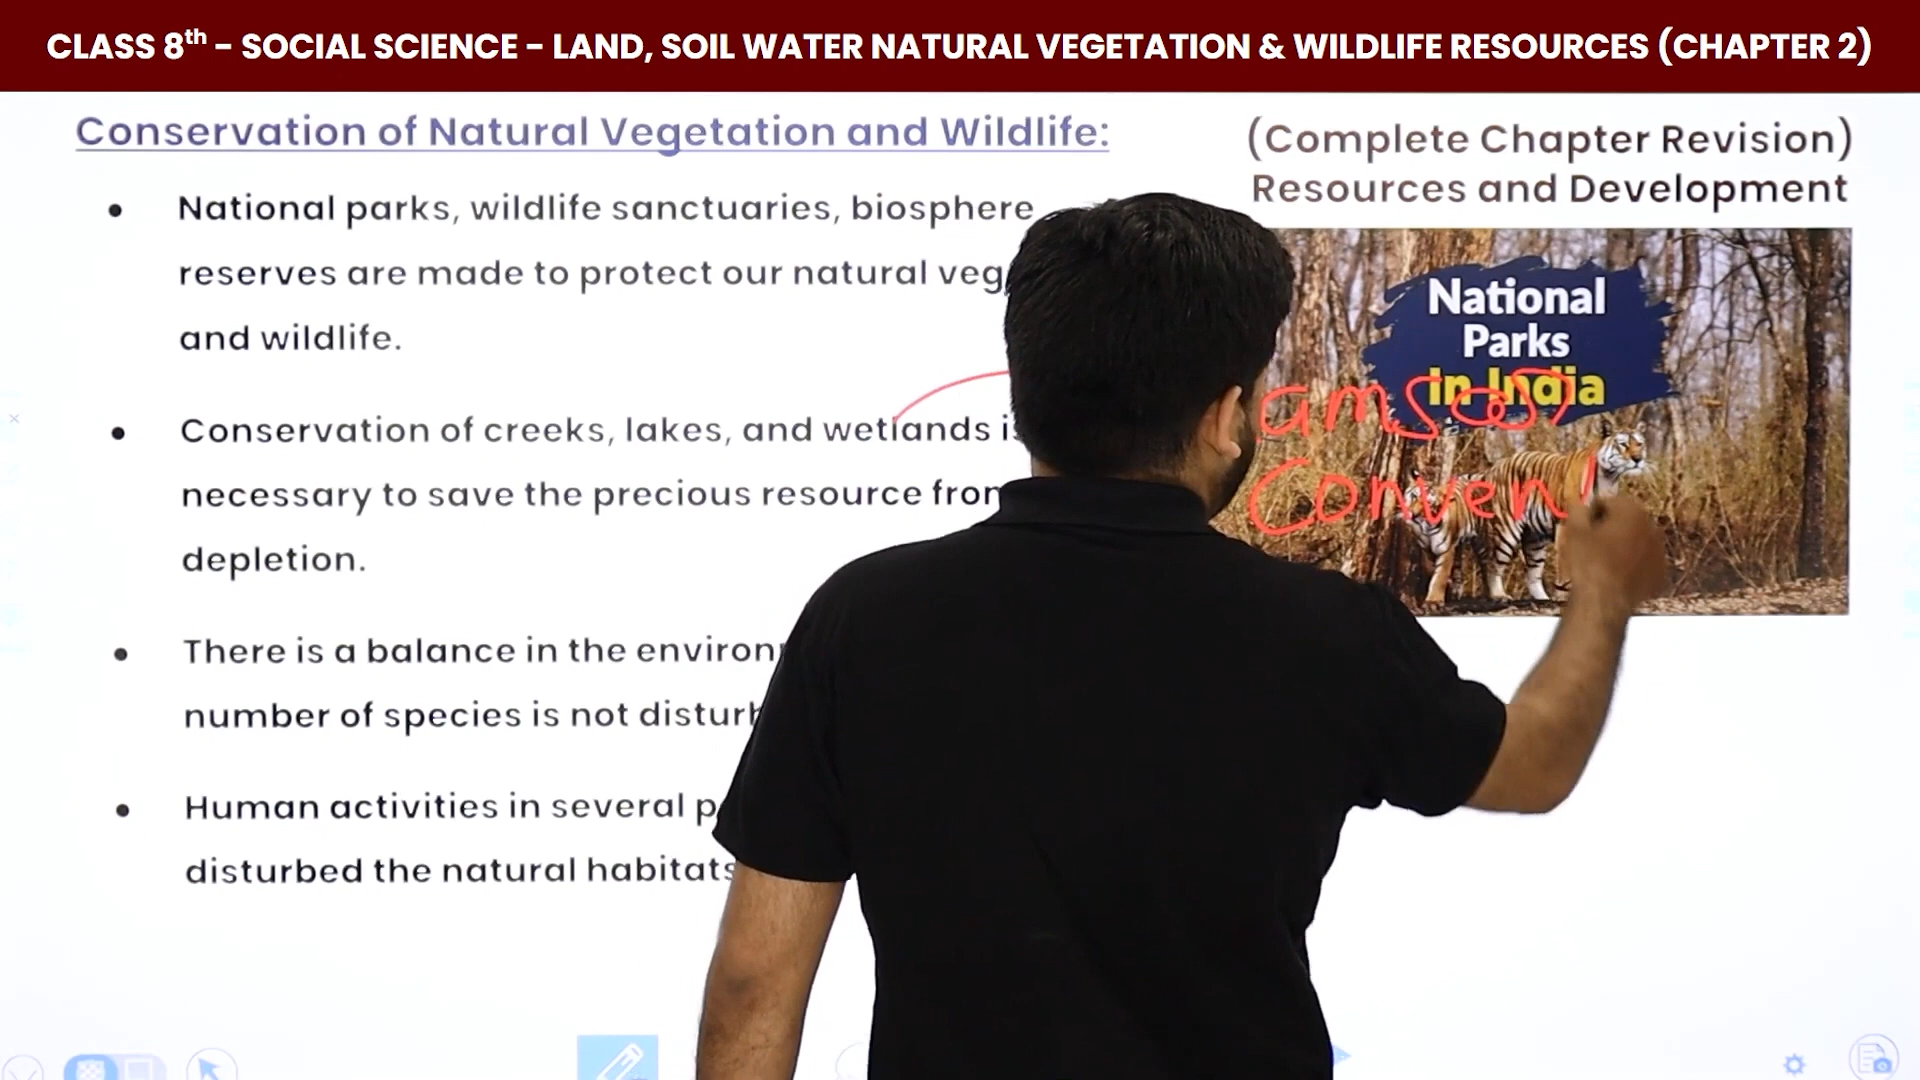 CLASS 8th - SOCIAL SCIENCE - LAND, SOIL WATER NATURAL VEGETATION & WILDLIFE RESOURCES (CHAPTER 2)
Conservation of Natural Vegetation and Wildlife:
(Complete Chapter Revision)
Resources and Development
• National parks, wildlife sanctuaries, biosphere
reserves are made to protect our natural veg
and wildlife.
• Conservation of creeks, lakes, and wetlands is
necessary to save the precious resource from
depletion.
• There is a balance in the environ
number of species is not disturb
• Human activities in several p
disturbed the natural habitats
National
Parks
in India
Conven